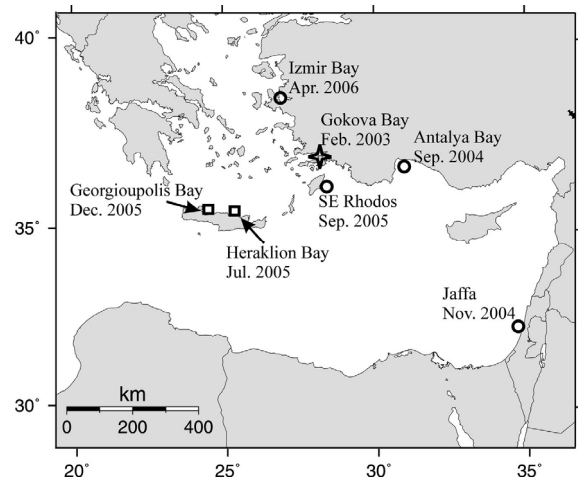 40°
Izmir Bay
Apr. 2006
Gokova Bay
Feb. 2003
Antalya Bay
Sep. 2004
Georgioupolis Bay
Dec. 2005
SE Rhodos
Sep. 2005
35°
Heraklion Bay
Jul. 2005
Jaffa
Nov. 2004
km
0 200 400
30°
20° 25° 30° 35°